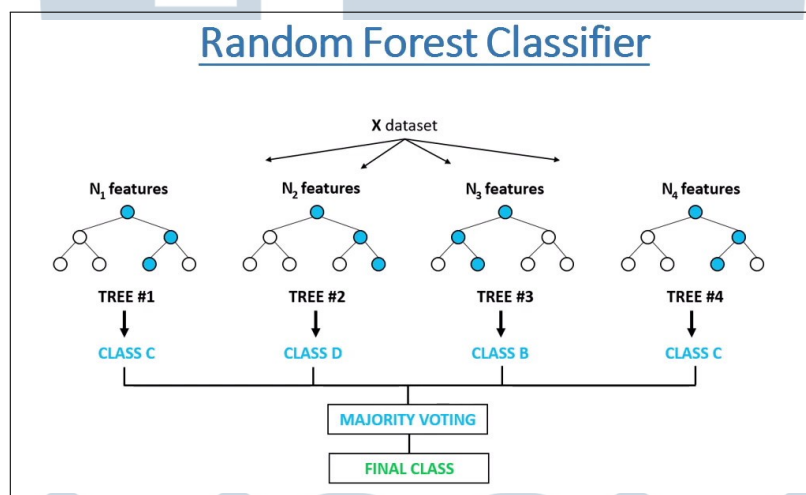 Random Forest Classifier
X dataset
N₁ features N₂ features N₃ features N₄ features
TREE #1 TREE #2 TREE #3 TREE #4
CLASS C CLASS D CLASS B CLASS C
MAJORITY VOTING
FINAL CLASS